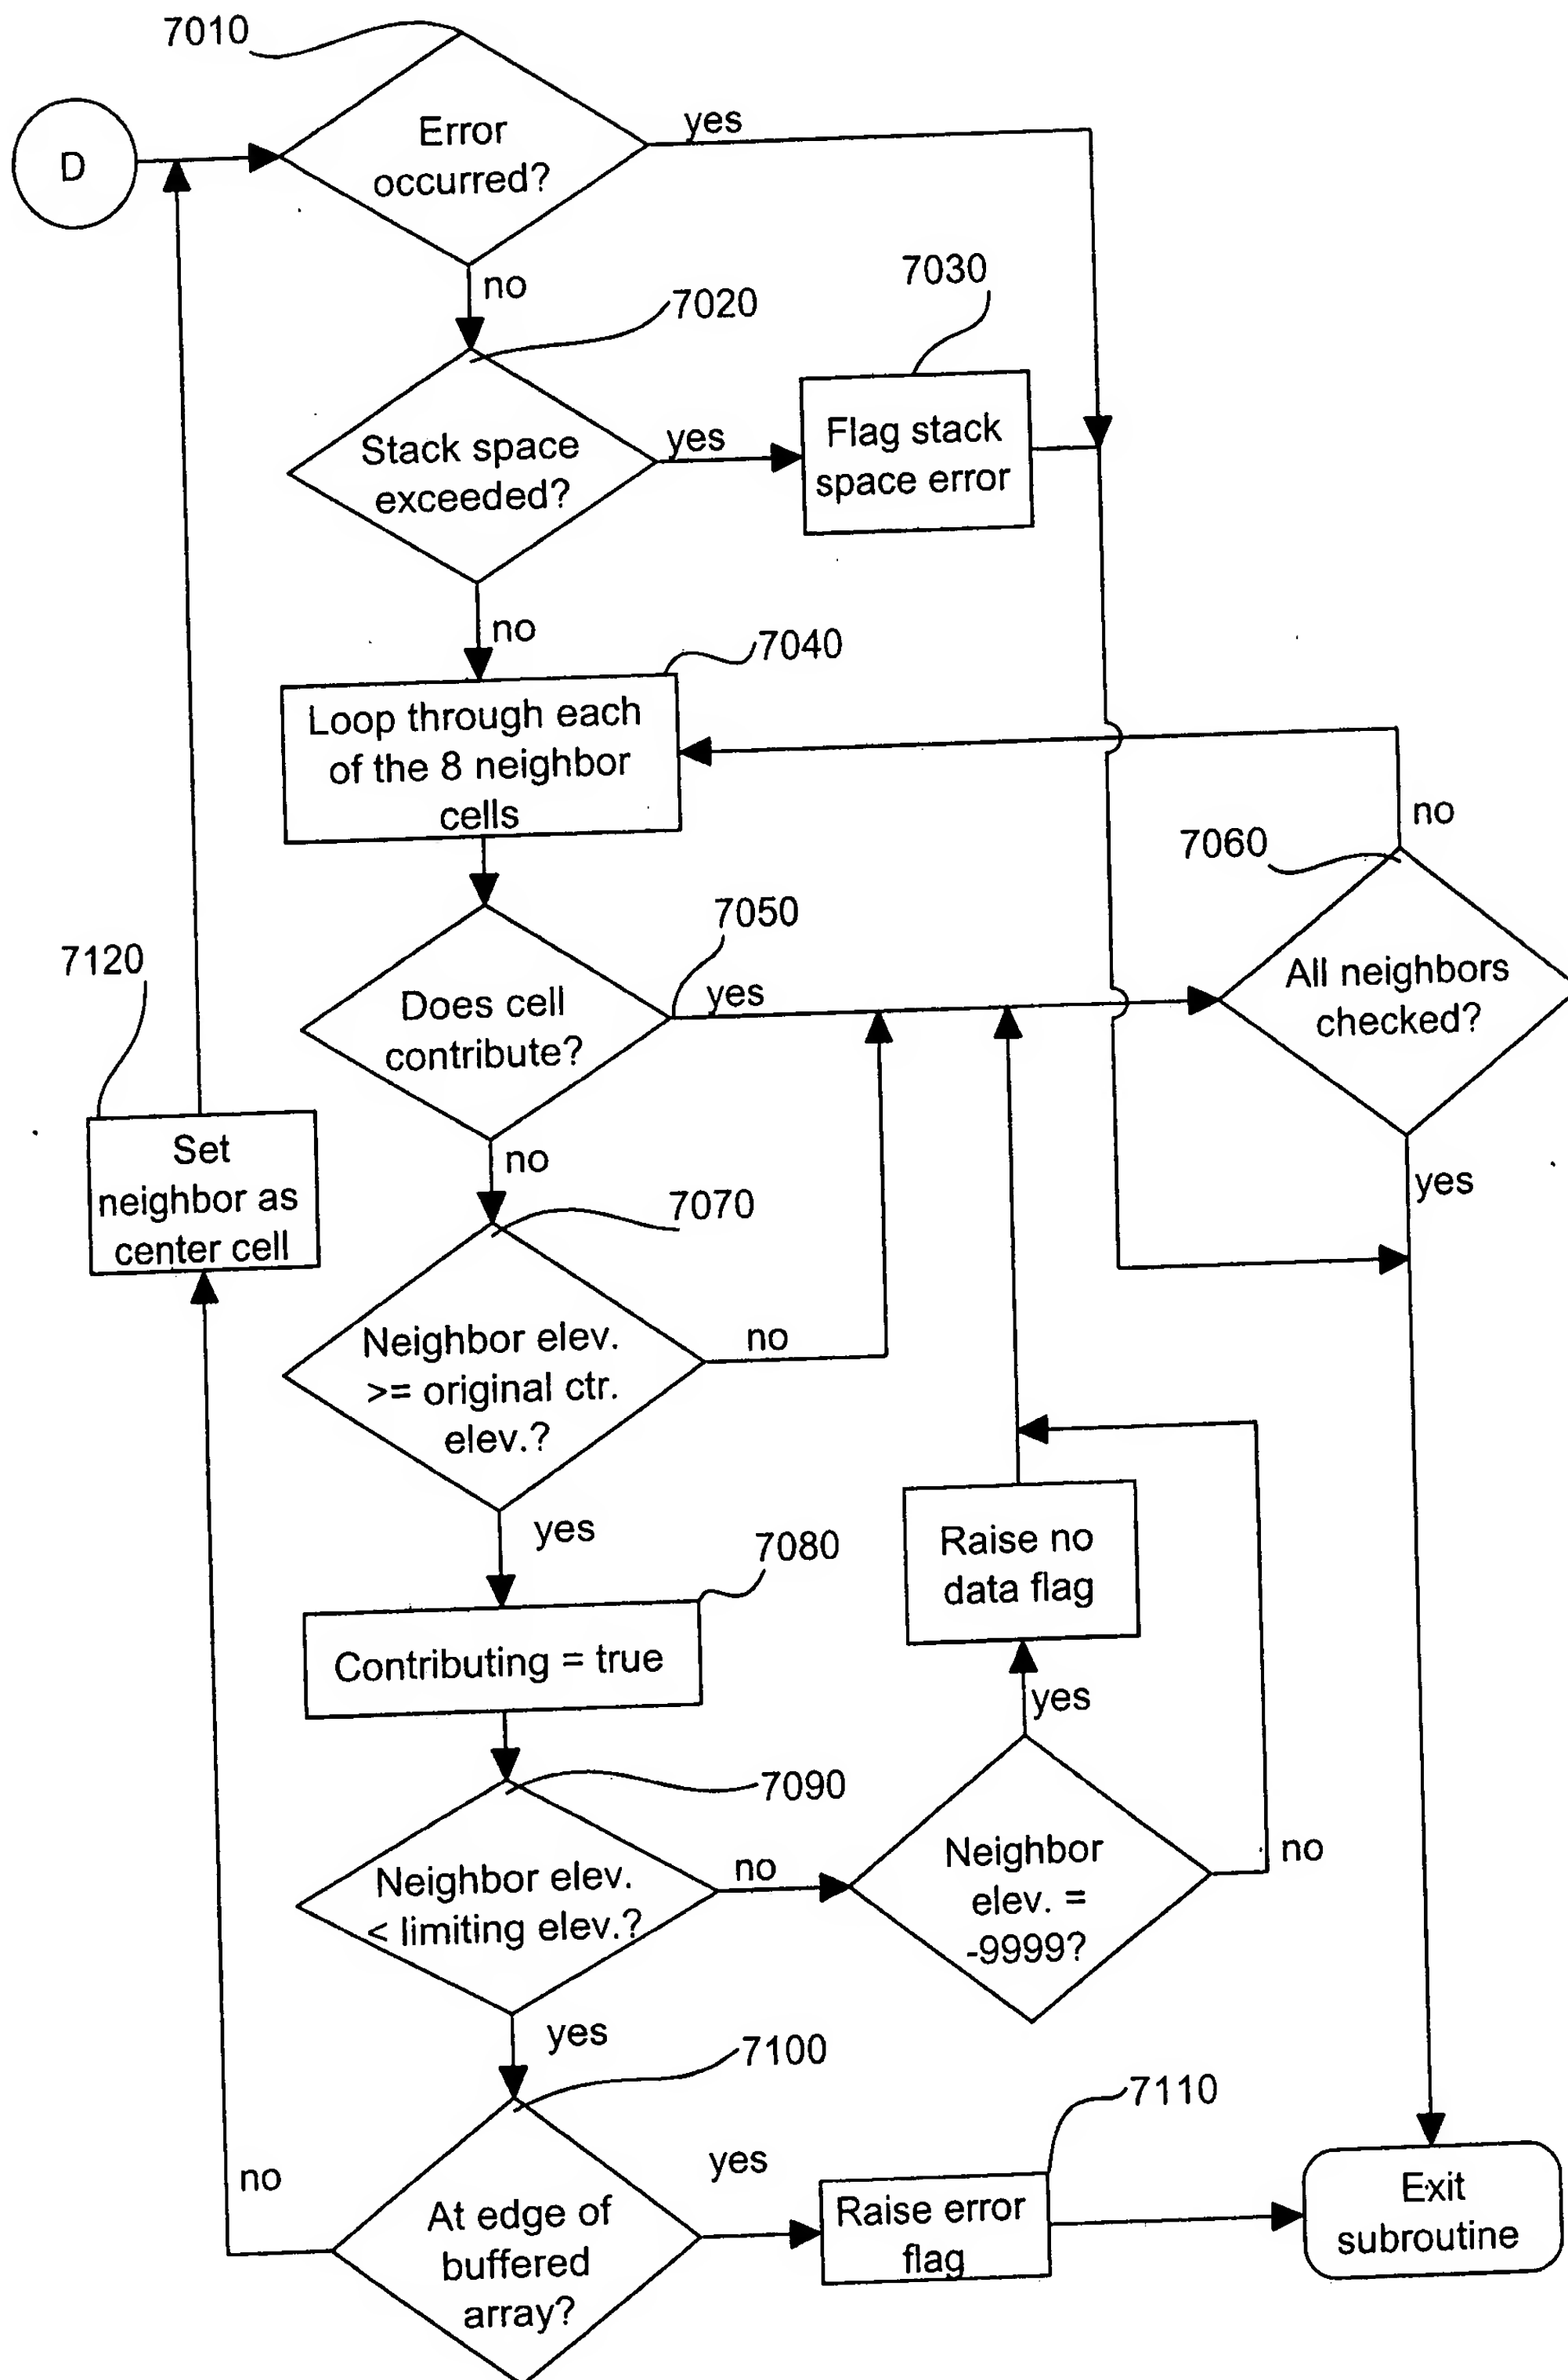 7010
D
Error
occurred?
yes
no
7020
7030
Stack space
exceeded?
yes
Flag stack
space error
no
7040
Loop through each
of the 8 neighbor
cells
no
7060
7050
7120
Does cell
contribute?
yes
All neighbors
checked?
Set
neighbor as
center cell
no
yes
7070
Neighbor elev.
>= original ctr.
elev.?
no
yes
7080
Raise no
data flag
Contributing = true
yes
7090
Neighbor elev.
< limiting elev.?
no
Neighbor
elev. =
-9999?
no
yes
7100
7110
no
At edge of
buffered
array?
yes
Raise error
flag
Exit
subroutine